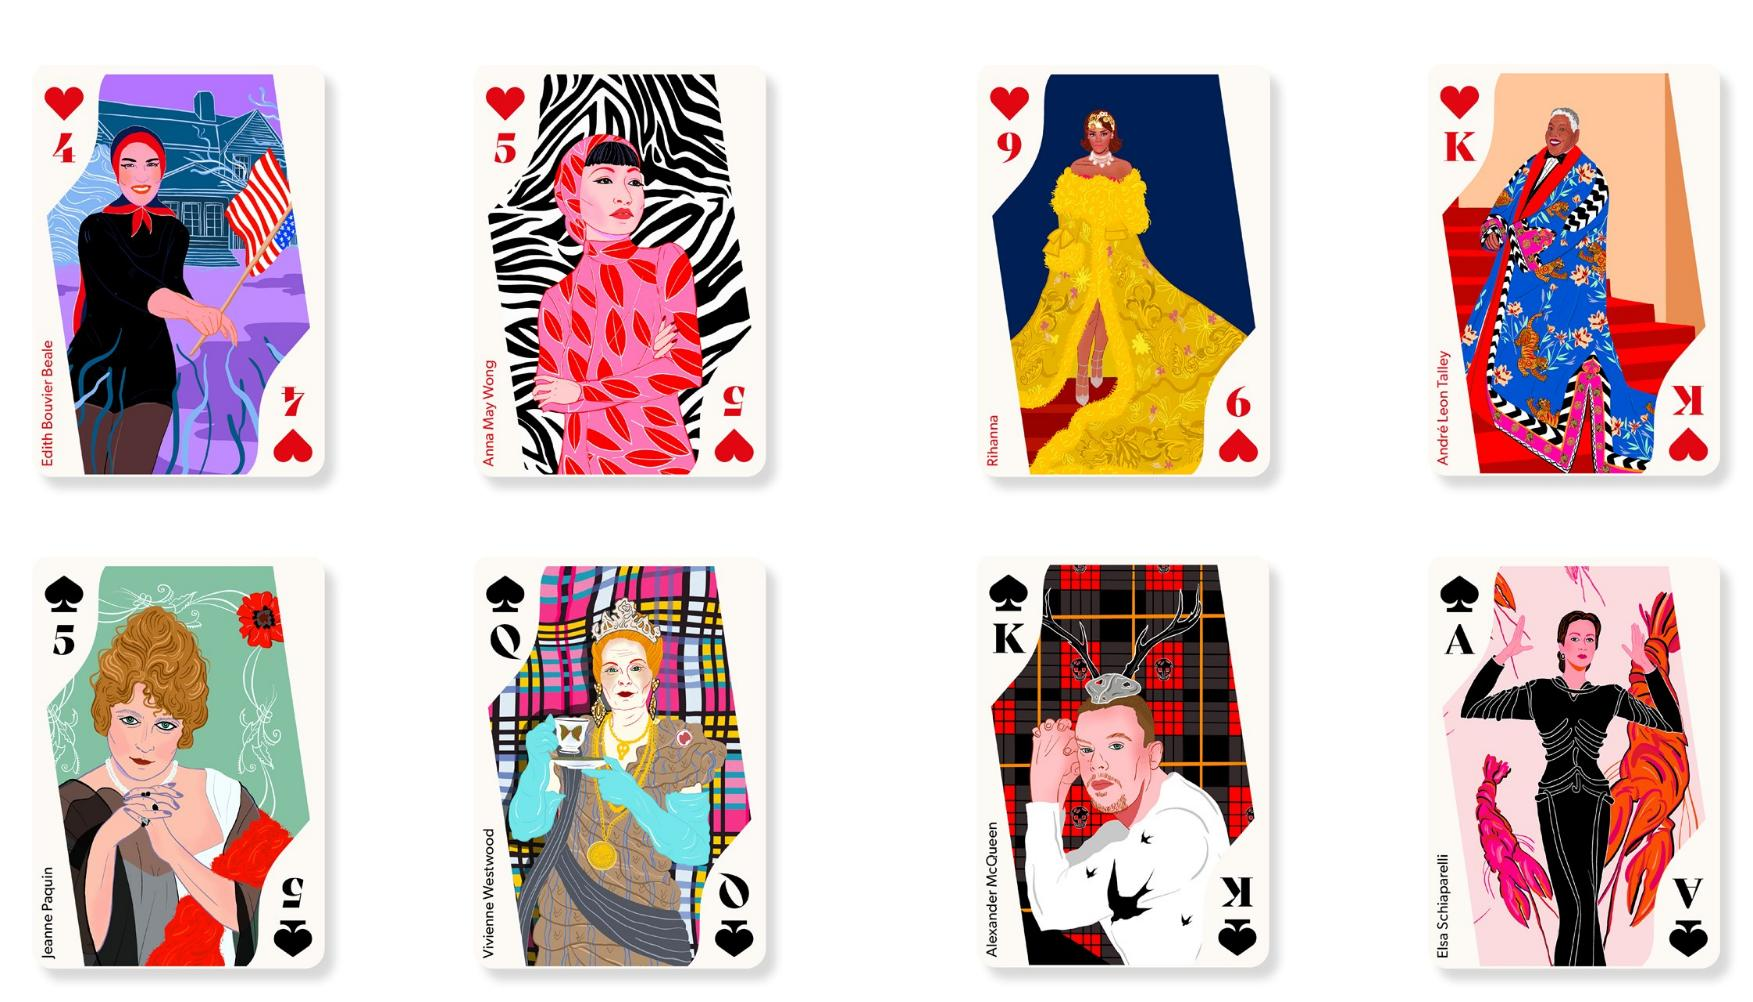 4
Edith Bouvier Beale
4
5
Anna May Wong
5
9
Rihanna
9
K
André Leon Talley
K
5
Jeanne Paquin
5
Q
Vivienne Westwood
Q
K
Alexander McQueen
K
A
Elsa Schiaparelli
A